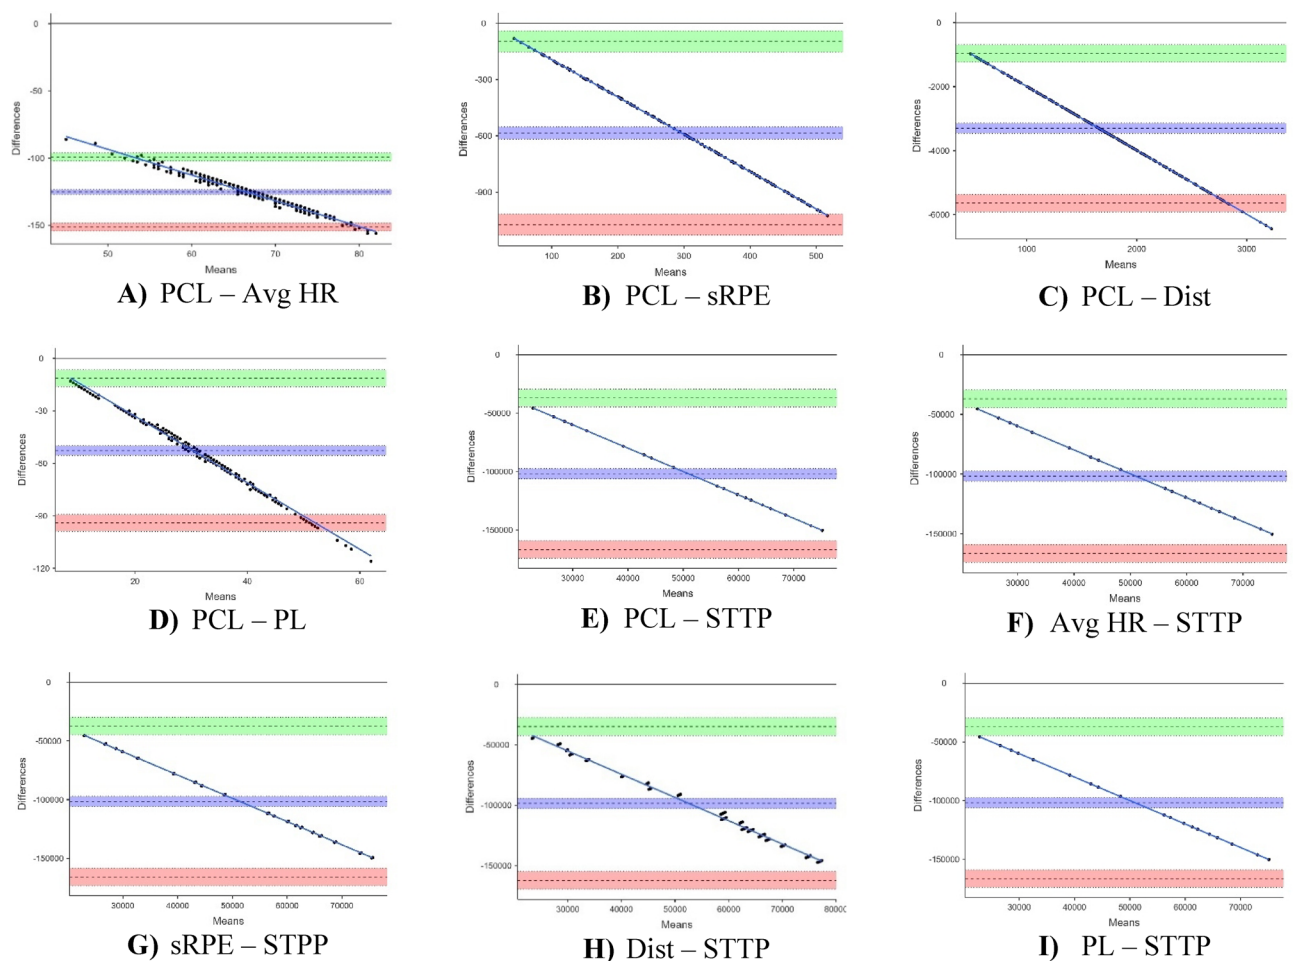 0
-50
-100
-150
Differences
50
60
70
80
Means
A) PCL – Avg HR
0
-300
-600
-900
Differences
100
200
300
400
500
Means
B) PCL – sRPE
0
-2000
-4000
-6000
Differences
1000
2000
3000
Means
C) PCL – Dist
0
-30
-50
-90
-120
Differences
20
40
60
Means
D) PCL – PL
0
-50000
-100000
-150000
Differences
30000
40000
50000
60000
70000
Means
E) PCL – STTP
0
-50000
-100000
-150000
Differences
30000
40000
50000
60000
70000
Means
F) Avg HR – STTP
0
-50000
-100000
-150000
Differences
30000
40000
50000
60000
70000
Means
G) sRPE – STPP
0
-50000
-100000
-150000
Differences
30000
40000
50000
60000
70000
80000
Means
H) Dist – STTP
0
-50000
-100000
-150000
Differences
30000
40000
50000
60000
70000
Means
I) PL – STTP